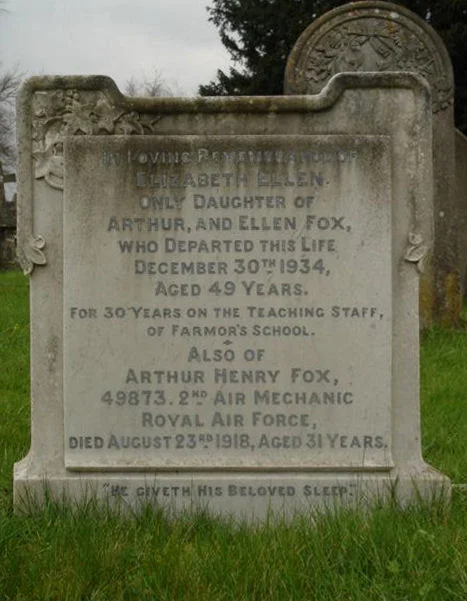 In Loving Remembrance of
Elizabeth Ellen.
Only Daughter of
Arthur, and Ellen Fox,
who Departed this Life
December 30TH 1934,
Aged 49 Years.
For 30 Years on the Teaching Staff,
of Farmor's School.
Also of
Arthur Henry Fox,
49873. 2ND Air Mechanic
Royal Air Force,
Died August 23RD 1918, Aged 31 Years.
"He giveth His Beloved Sleep."